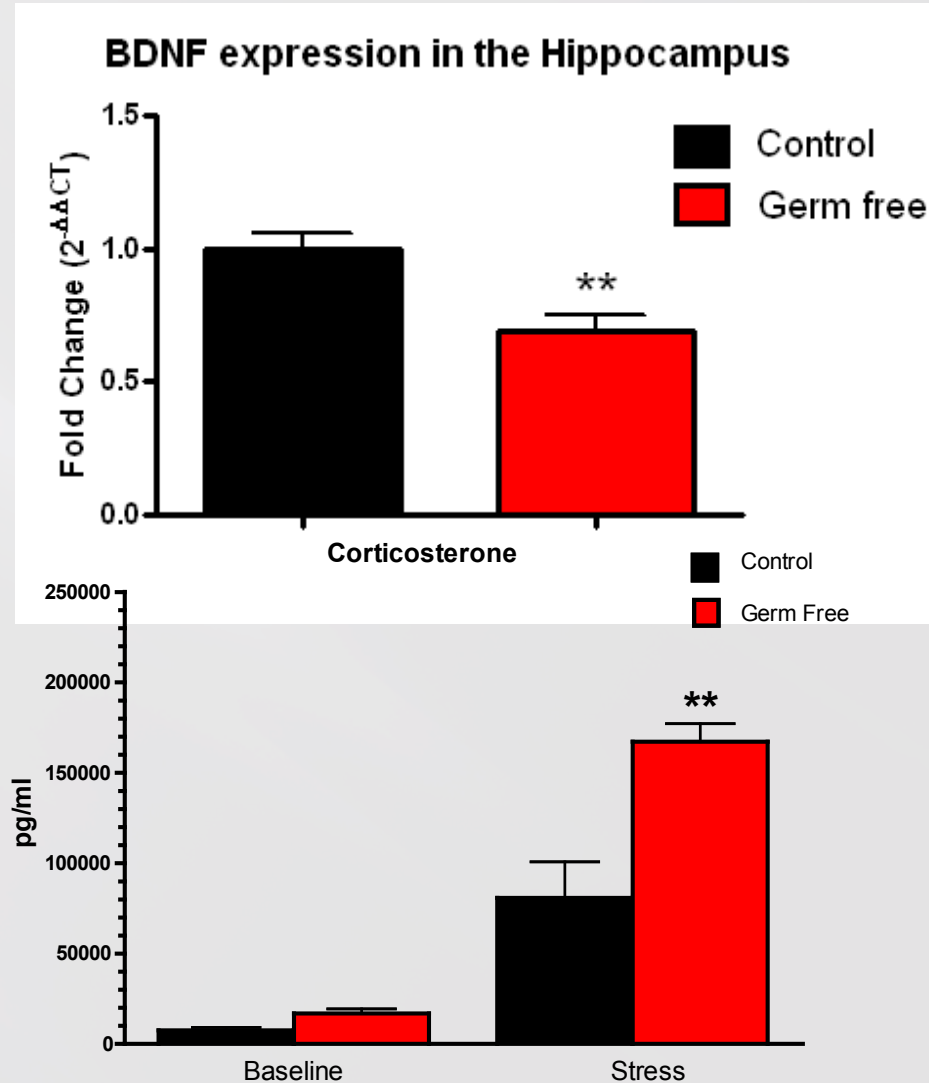 BDNF expression in the Hippocampus
Control
Germ free
Fold Change (2-ΔΔCT)
1.5
1.0
0.5
0.0
**
Corticosterone
Control
Germ Free
pg/ml
250000
200000
150000
100000
50000
0
**
Baseline Stress